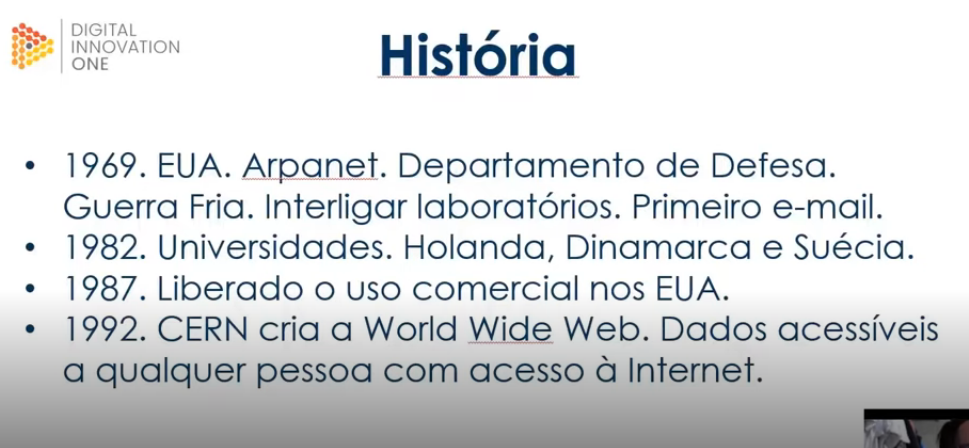 DIGITAL
INNOVATION
ONE
História
• 1969. EUA. Arpanet. Departamento de Defesa.
Guerra Fria. Interligar laboratórios. Primeiro e-mail.
• 1982. Universidades. Holanda, Dinamarca e Suécia.
• 1987. Liberado o uso comercial nos EUA.
• 1992. CERN cria a World Wide Web. Dados acessíveis
a qualquer pessoa com acesso à Internet.